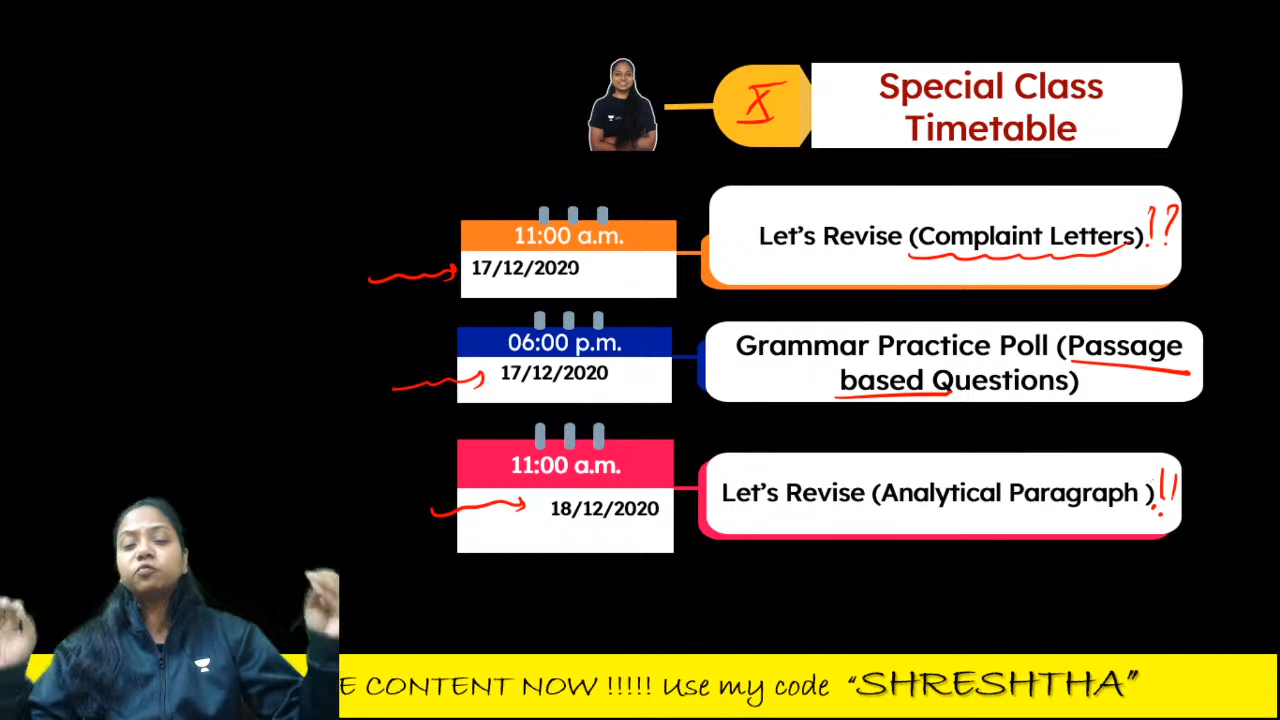 X
Special Class
Timetable
11:00 a.m.
17/12/2020
Let's Revise (Complaint Letters) !?
06:00 p.m.
17/12/2020
Grammar Practice Poll (Passage
based Questions)
11:00 a.m.
18/12/2020
Let's Revise (Analytical Paragraph ) !!
E CONTENT NOW !!!!! Use my code "SHRESHTHA"